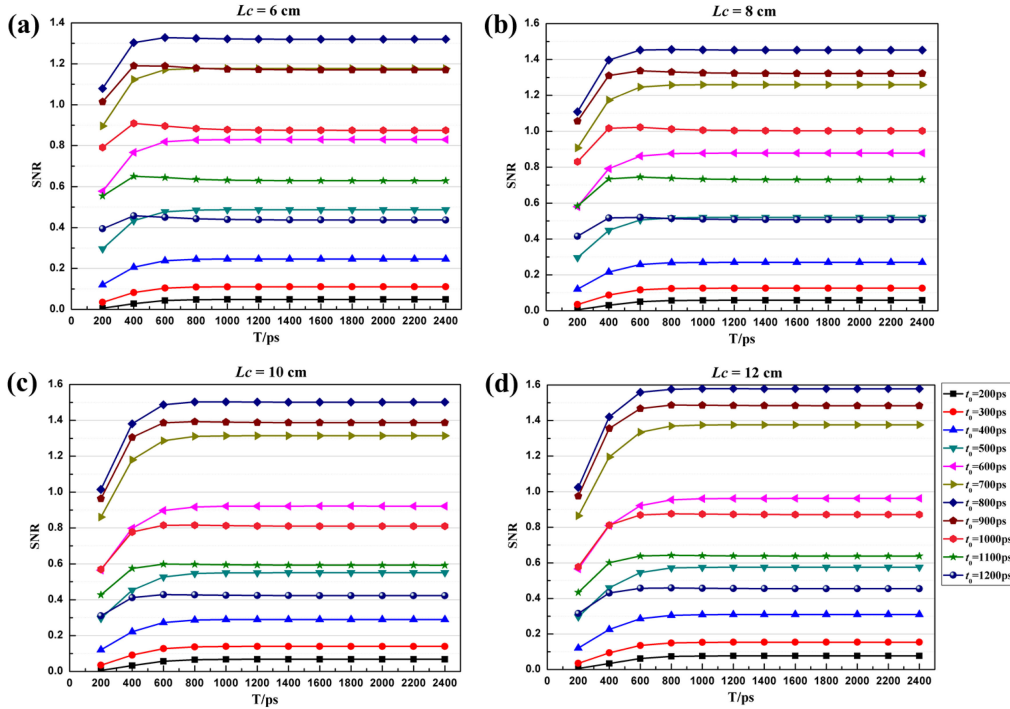 Lc = 6 cm
(a)
SNR
1.4
1.2
1.0
0.8
0.6
0.4
0.2
0.0
0 200 400 600 800 1000 1200 1400 1600 1800 2000 2200 2400
T/ps
Lc = 8 cm
(b)
SNR
1.6
1.4
1.2
1.0
0.8
0.6
0.4
0.2
0.0
0 200 400 600 800 1000 1200 1400 1600 1800 2000 2200 2400
T/ps
Lc = 10 cm
(c)
SNR
1.6
1.4
1.2
1.0
0.8
0.6
0.4
0.2
0.0
0 200 400 600 800 1000 1200 1400 1600 1800 2000 2200 2400
T/ps
Lc = 12 cm
(d)
SNR
1.6
1.4
1.2
1.0
0.8
0.6
0.4
0.2
0.0
0 200 400 600 800 1000 1200 1400 1600 1800 2000 2200 2400
T/ps
t₀=200ps
t₀=300ps
t₀=400ps
t₀=500ps
t₀=600ps
t₀=700ps
t₀=800ps
t₀=900ps
t₀=1000ps
t₀=1100ps
t₀=1200ps